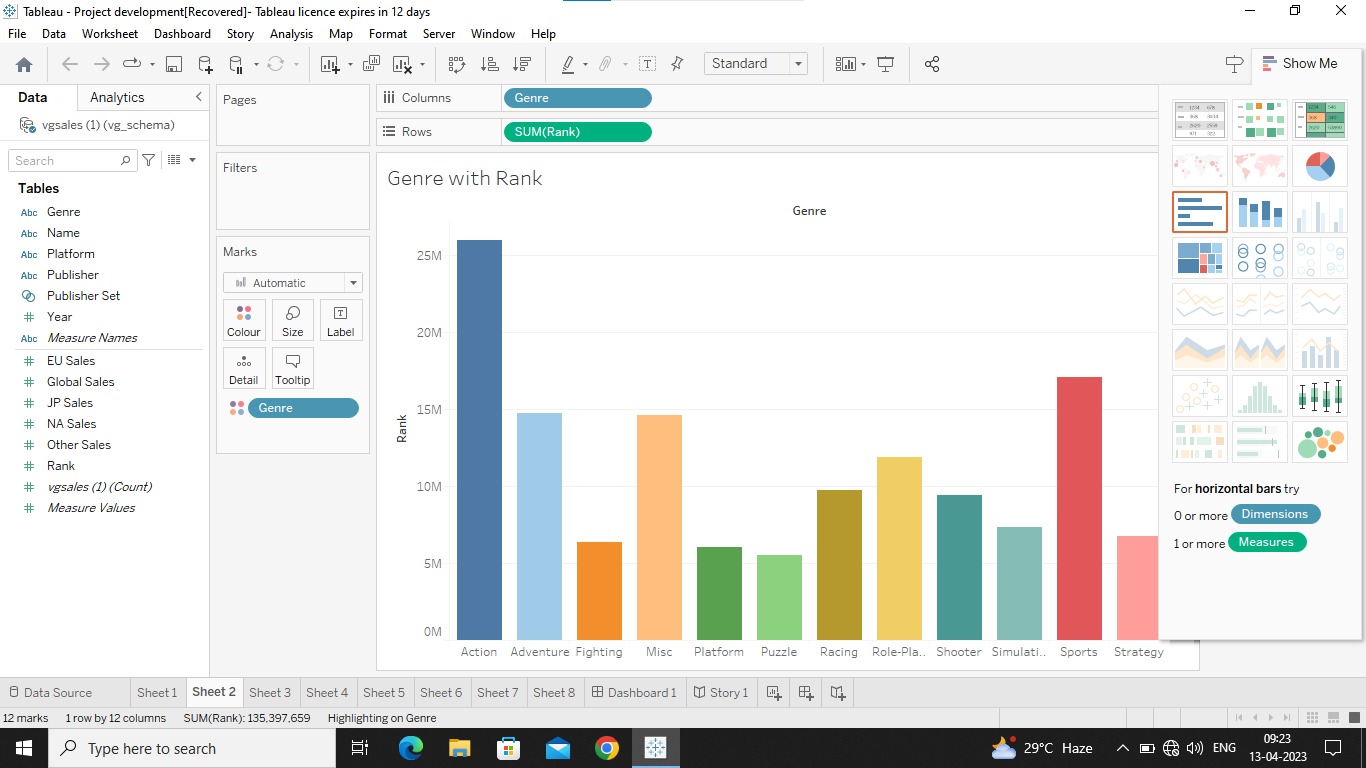 Tableau - Project development[Recovered]- Tableau licence expires in 12 days
File Data Worksheet Dashboard Story Analysis Map Format Server Window Help
Standard
Show Me
Data Analytics
vgsales (1) (vg_schema)
Search
Tables
Abc Genre
Abc Name
Abc Platform
Abc Publisher
Publisher Set
# Year
Abc Measure Names
# EU Sales
# Global Sales
# JP Sales
# NA Sales
# Other Sales
# Rank
# vgsales (1) (Count)
# Measure Values
Pages
Filters
Marks
Automatic
Colour Size Label
Detail Tooltip
Genre
Columns Genre
Rows SUM(Rank)
Genre with Rank
Genre
Rank
25M
20M
15M
10M
5M
0M
Action Adventure Fighting Misc Platform Puzzle Racing Role-Pla.. Shooter Simulati.. Sports Strategy
For horizontal bars try
0 or more Dimensions
1 or more Measures
Data Source Sheet 1 Sheet 2 Sheet 3 Sheet 4 Sheet 5 Sheet 6 Sheet 7 Sheet 8 Dashboard 1 Story 1
12 marks 1 row by 12 columns SUM(Rank): 135,397.659 Highlighting on Genre
Type here to search
29°C Haze
ENG
09:23
13-04-2023